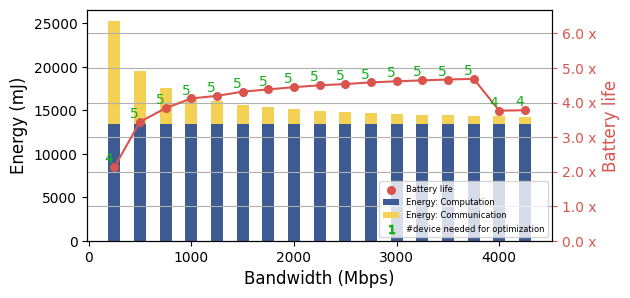 25000
20000
15000
10000
5000
0
Energy (mJ)
4 5 5 5 5 5 5 5 5 5 5 5 5 5 5 4 4
6.0 x
5.0 x
4.0 x
3.0 x
2.0 x
1.0 x
0.0 x
Battery life
Battery life
Energy: Computation
Energy: Communication
1 #device needed for optimization
0 1000 2000 3000 4000
Bandwidth (Mbps)